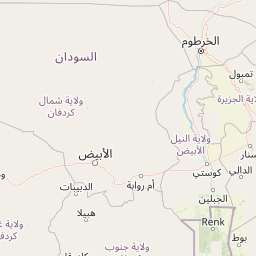 الخرطوم
السودان
تمبول
ولاية شمال
كردفان
ولاية الجزيرة
ولاية النيل
الأبيض
سنار
الأبيض
كوستي
الدالي
أم روابة
الدبيبات
الجبلين
هبيلا
Renk
بوط
ولاية جنوب
كردفان